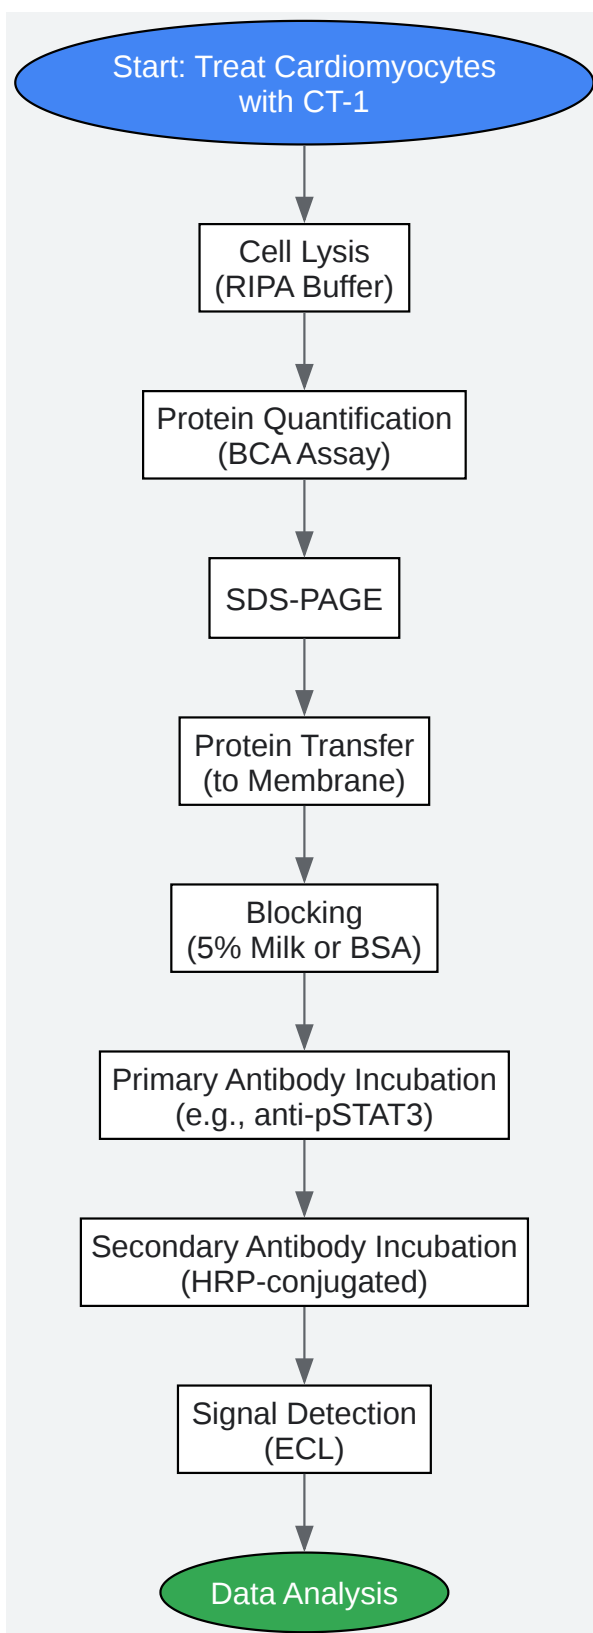 Start: Treat Cardiomyocytes
with CT-1
Cell Lysis
(RIPA Buffer)
Protein Quantification
(BCA Assay)
SDS-PAGE
Protein Transfer
(to Membrane)
Blocking
(5% Milk or BSA)
Primary Antibody Incubation
(e.g., anti-pSTAT3)
Secondary Antibody Incubation
(HRP-conjugated)
Signal Detection
(ECL)
Data Analysis